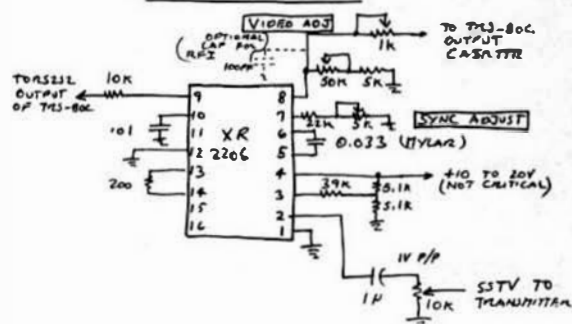 VIDEO ADJ
OPTIONAL
CAP FOR
RFI
100PF
1K
TO TRS-80C
OUTPUT
CASSETTE
50K
5K
TO RS232
OUTPUT
OF TRS-80C
10K
9
8
10
7
22K
5K
SYNC ADJUST
.01
11
XR
6
0.033 (MYLAR)
12
2206
5
13
4
+10 TO 20V
(NOT CRITICAL)
200
14
39K
3
5.1K
5.1K
15
2
16
1
1V P/P
1µ
10K
SSTV TO
TRANSMITTER